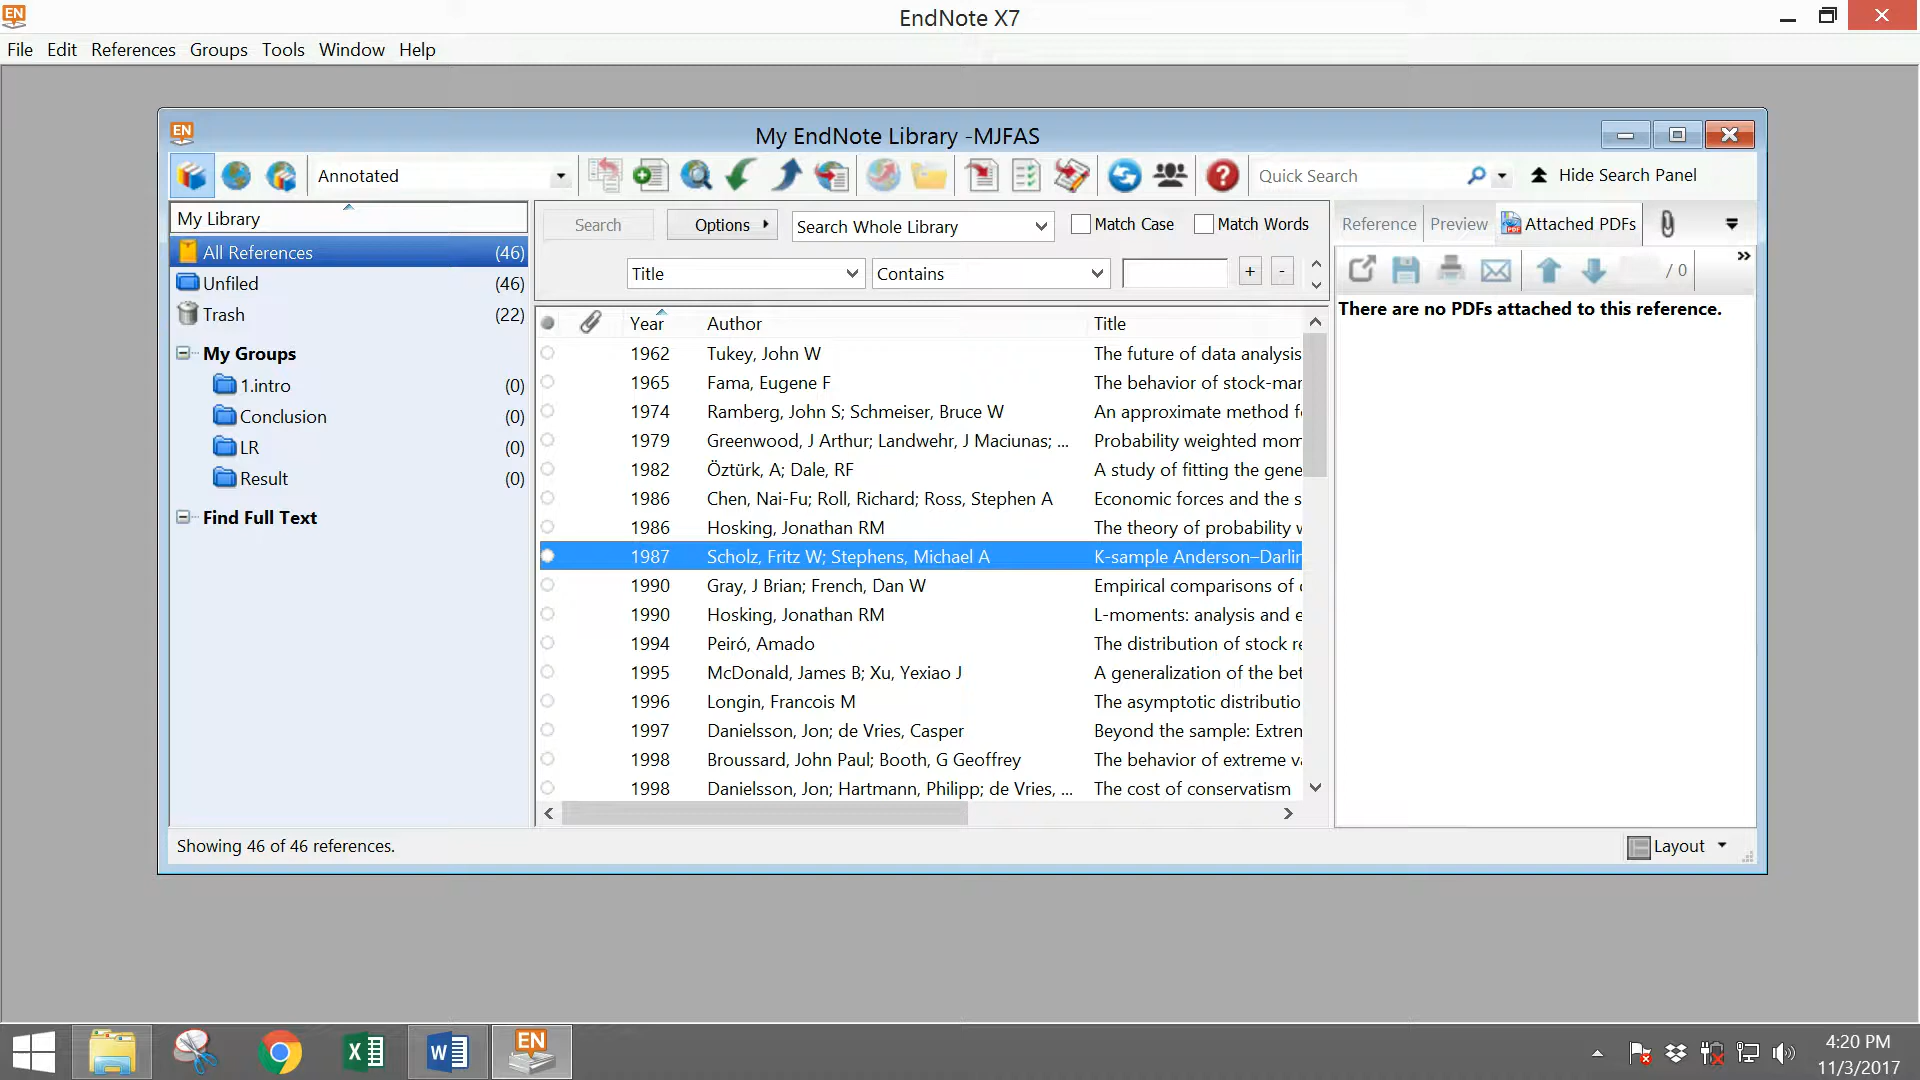 EN
EndNote X7
File Edit References Groups Tools Window Help
EN
My EndNote Library -MJFAS
Annotated
Quick Search
Hide Search Panel
My Library
All References (46)
Unfiled (46)
Trash (22)
My Groups
1.intro (0)
Conclusion (0)
LR (0)
Result (0)
Find Full Text
Search Options Search Whole Library Match Case Match Words
Title Contains + -
Year Author Title
1962 Tukey, John W The future of data analysis
1965 Fama, Eugene F The behavior of stock-mar
1974 Ramberg, John S; Schmeiser, Bruce W An approximate method f
1979 Greenwood, J Arthur; Landwehr, J Maciunas; ... Probability weighted mom
1982 Öztürk, A; Dale, RF A study of fitting the gene
1986 Chen, Nai-Fu; Roll, Richard; Ross, Stephen A Economic forces and the s
1986 Hosking, Jonathan RM The theory of probability w
1987 Scholz, Fritz W; Stephens, Michael A K-sample Anderson–Darlin
1990 Gray, J Brian; French, Dan W Empirical comparisons of
1990 Hosking, Jonathan RM L-moments: analysis and e
1994 Peiró, Amado The distribution of stock re
1995 McDonald, James B; Xu, Yexiao J A generalization of the bet
1996 Longin, Francois M The asymptotic distributio
1997 Danielsson, Jon; de Vries, Casper Beyond the sample: Extren
1998 Broussard, John Paul; Booth, G Geoffrey The behavior of extreme va
1998 Danielsson, Jon; Hartmann, Philipp; de Vries, ... The cost of conservatism
Reference Preview Attached PDFs
/ 0
There are no PDFs attached to this reference.
Showing 46 of 46 references.
Layout
EN
4:20 PM
11/3/2017